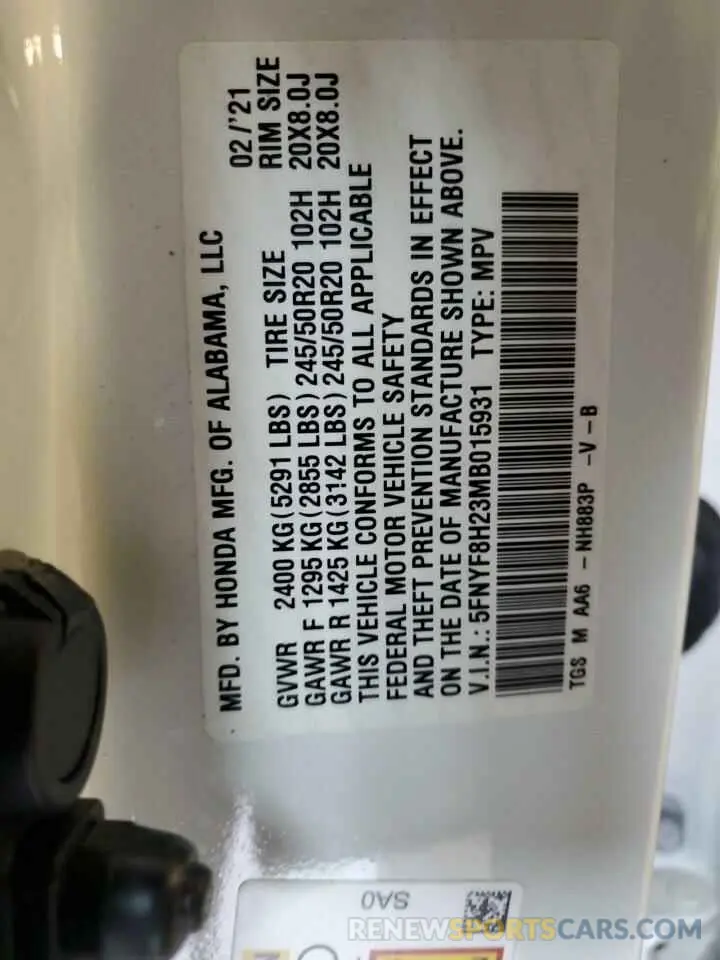 MFD. BY HONDA MFG. OF ALABAMA, LLC 02/'21
GVWR 2400 KG(5291 LBS) TIRE SIZE RIM SIZE
GAWR F 1295 KG(2855 LBS)245/50R20 102H 20X8.0J
GAWR R 1425 KG(3142 LBS)245/50R20 102H 20X8.0J
THIS VEHICLE CONFORMS TO ALL APPLICABLE
FEDERAL MOTOR VEHICLE SAFETY
AND THEFT PREVENTION STANDARDS IN EFFECT
ON THE DATE OF MANUFACTURE SHOWN ABOVE.
V.I.N.: 5FNYF8H23MB015931 TYPE: MPV
TGS M AA6 - NH883P -V - B
SA0
RENEWSPORTSCARS.COM